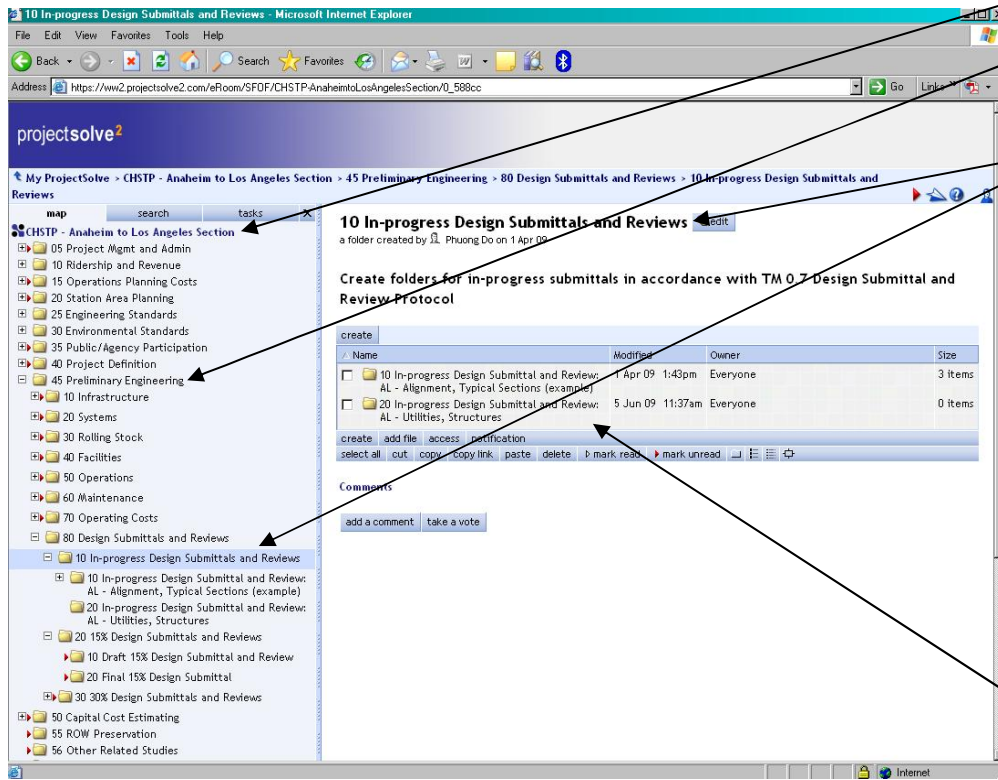 10 In-progress Design Submittals and Reviews - Microsoft Internet Explorer
File Edit View Favorites Tools Help
Back Search Favorites
Address https://ww2.projectsolve2.com/eRoom/SFOF/CHSTP-AnaheimtoLosAngelesSection/0_588cc Go Links »
projectsolve2
My ProjectSolve > CHSTP - Anaheim to Los Angeles Section > 45 Preliminary Engineering > 80 Design Submittals and Reviews > 10 In-progress Design Submittals and
Reviews
map search tasks X
CHSTP - Anaheim to Los Angeles Section
05 Project Mgmt and Admin
10 Ridership and Revenue
15 Operations Planning Costs
20 Station Area Planning
25 Engineering Standards
30 Environmental Standards
35 Public/Agency Participation
40 Project Definition
45 Preliminary Engineering
10 Infrastructure
20 Systems
30 Rolling Stock
40 Facilities
50 Operations
60 Maintenance
70 Operating Costs
80 Design Submittals and Reviews
10 In-progress Design Submittals and Reviews
10 In-progress Design Submittal and Review:
AL - Alignment, Typical Sections (example)
20 In-progress Design Submittal and Review:
AL - Utilities, Structures
20 15% Design Submittals and Reviews
10 Draft 15% Design Submittal and Review
20 Final 15% Design Submittal
30 30% Design Submittals and Reviews
50 Capital Cost Estimating
55 ROW Preservation
56 Other Related Studies
10 In-progress Design Submittals and Reviews edit
a folder created by Phuong Do on 1 Apr 09
Create folders for in-progress submittals in accordance with TM 0.7 Design Submittal and
Review Protocol
create
Name Modified Owner Size
10 In-progress Design Submittal and Review: 1 Apr 09 1:43pm Everyone 3 items
AL - Alignment, Typical Sections (example)
20 In-progress Design Submittal and Review: 5 Jun 09 11:37am Everyone 0 items
AL - Utilities, Structures
create add file access notification
select all cut copy copy link paste delete mark read mark unread
Comments
add a comment take a vote
Internet